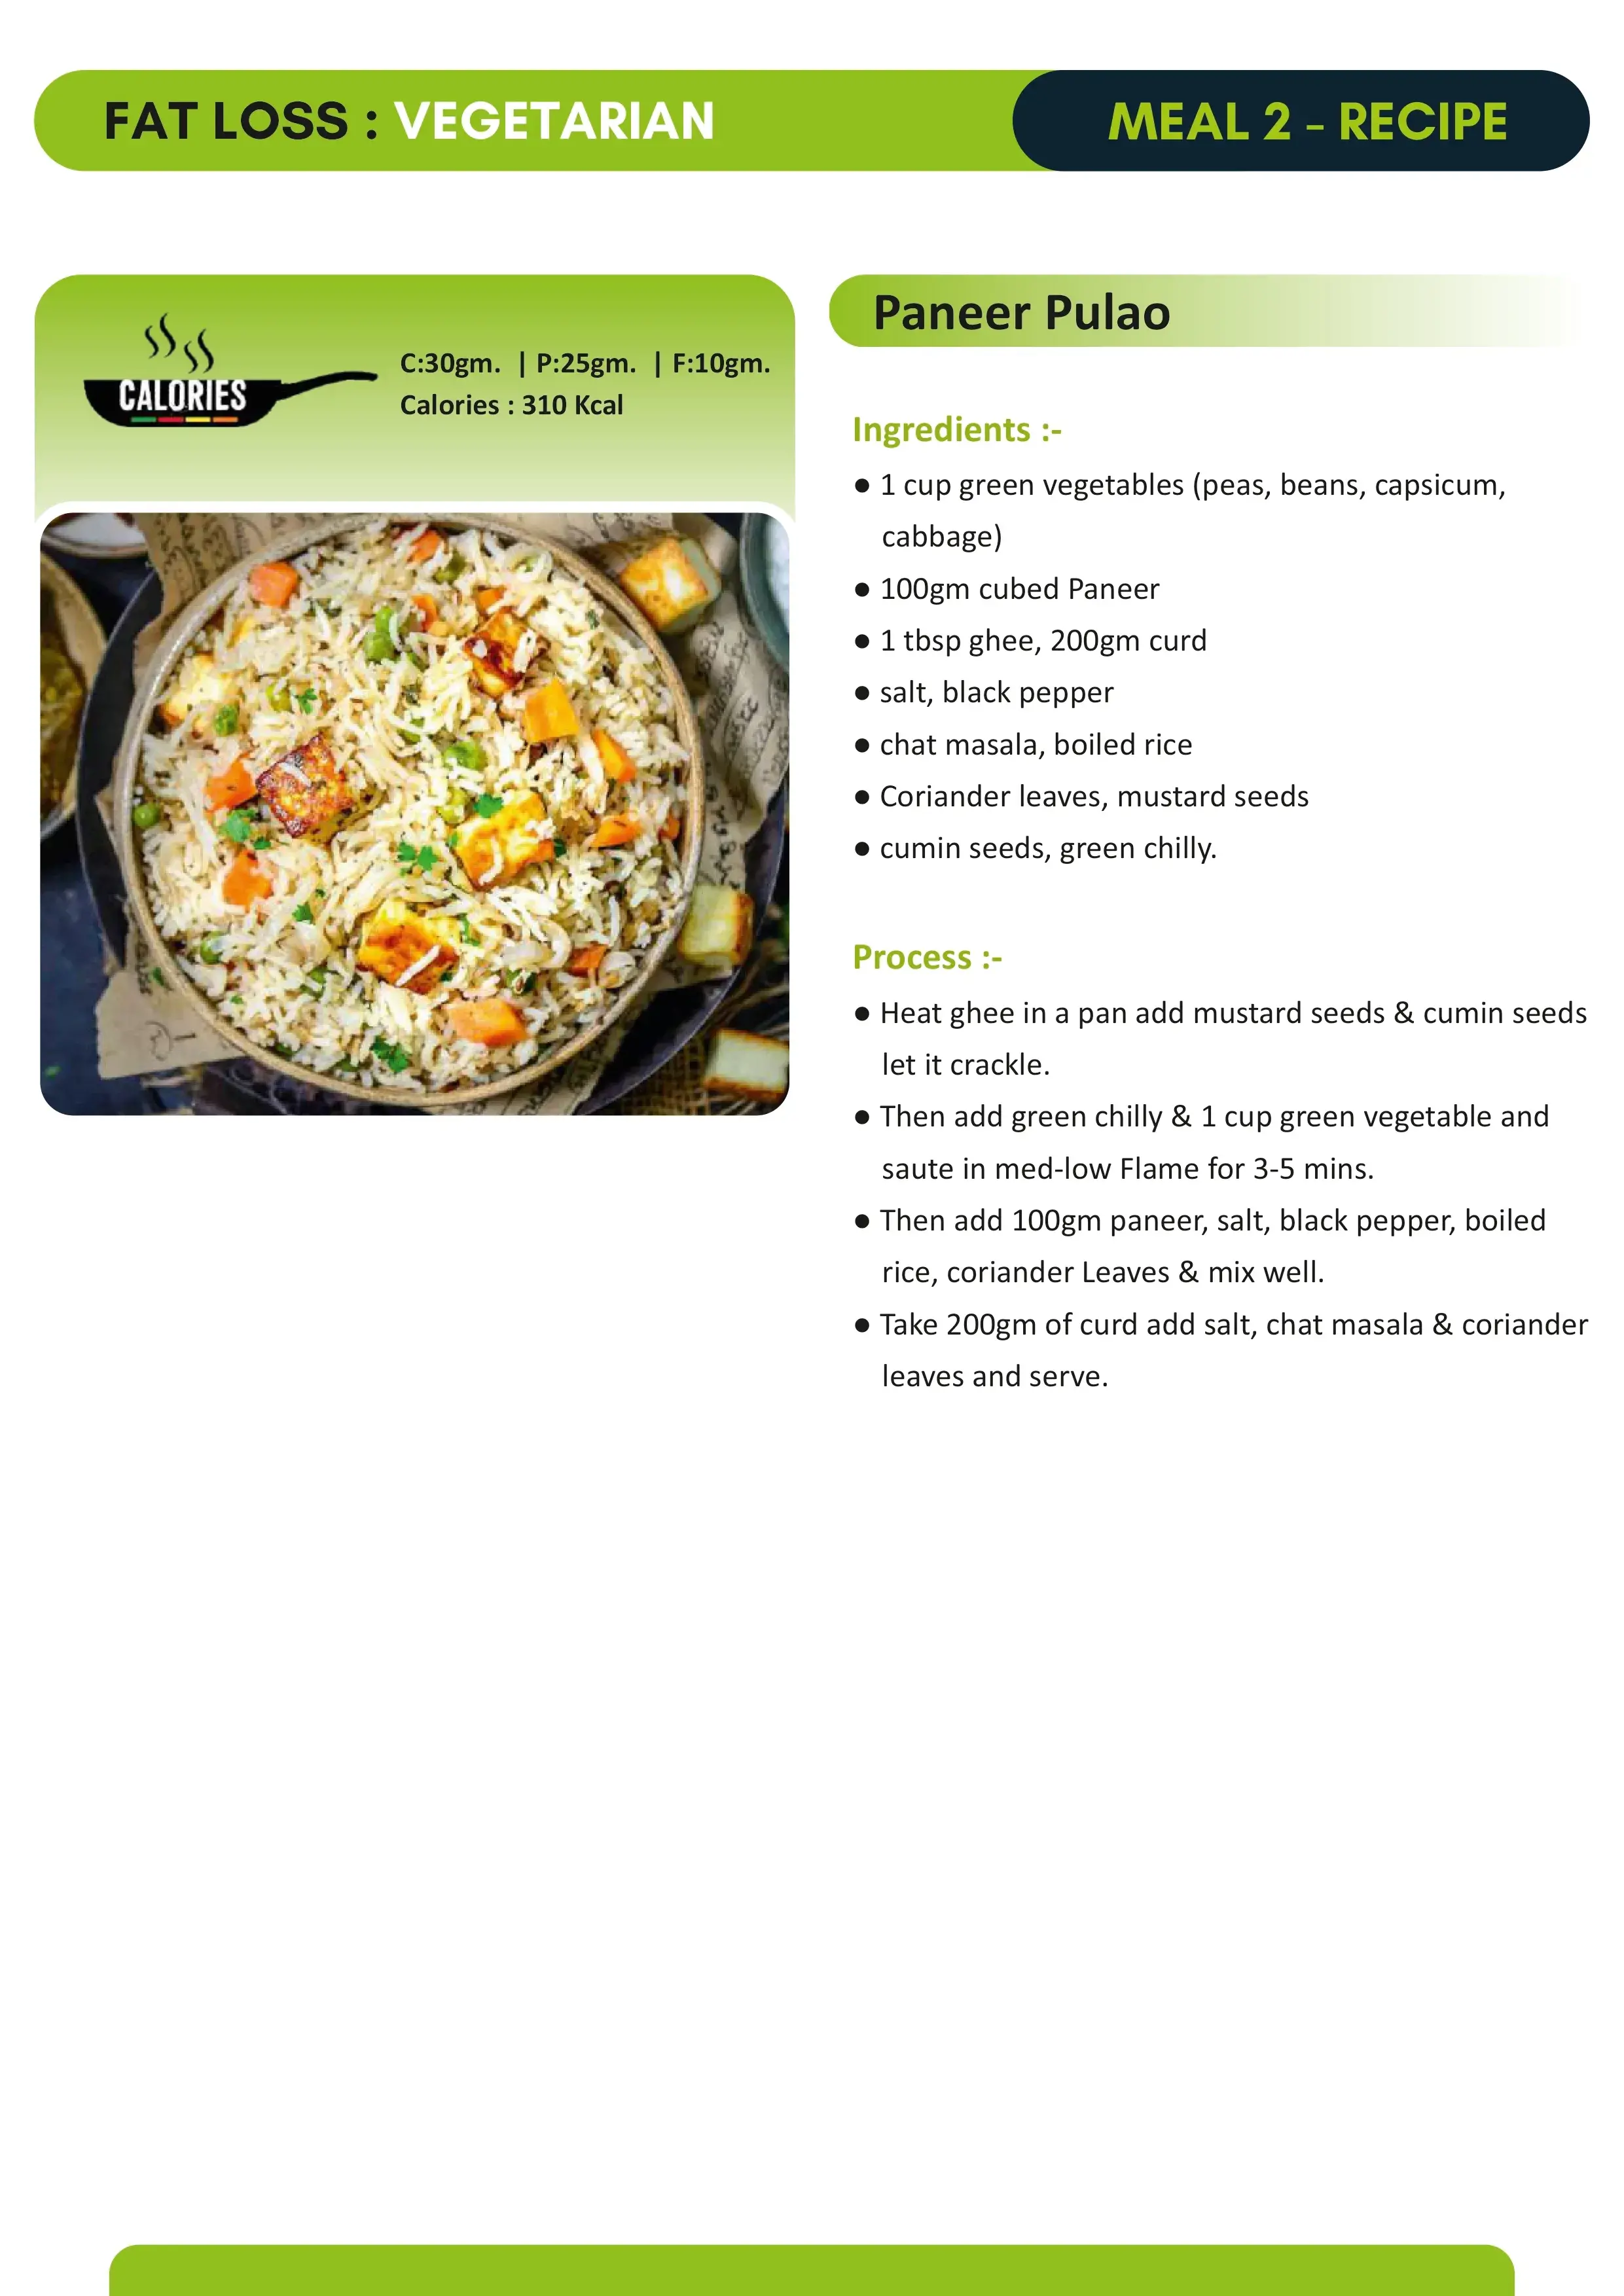 FAT LOSS : VEGETARIAN
MEAL 2 - RECIPE
CALORIES
C:30gm. | P:25gm. | F:10gm.
Calories : 310 Kcal
Paneer Pulao
Ingredients :-
● 1 cup green vegetables (peas, beans, capsicum,
cabbage)
● 100gm cubed Paneer
● 1 tbsp ghee, 200gm curd
● salt, black pepper
● chat masala, boiled rice
● Coriander leaves, mustard seeds
● cumin seeds, green chilly.
Process :-
● Heat ghee in a pan add mustard seeds & cumin seeds
let it crackle.
● Then add green chilly & 1 cup green vegetable and
saute in med-low Flame for 3-5 mins.
● Then add 100gm paneer, salt, black pepper, boiled
rice, coriander Leaves & mix well.
● Take 200gm of curd add salt, chat masala & coriander
leaves and serve.